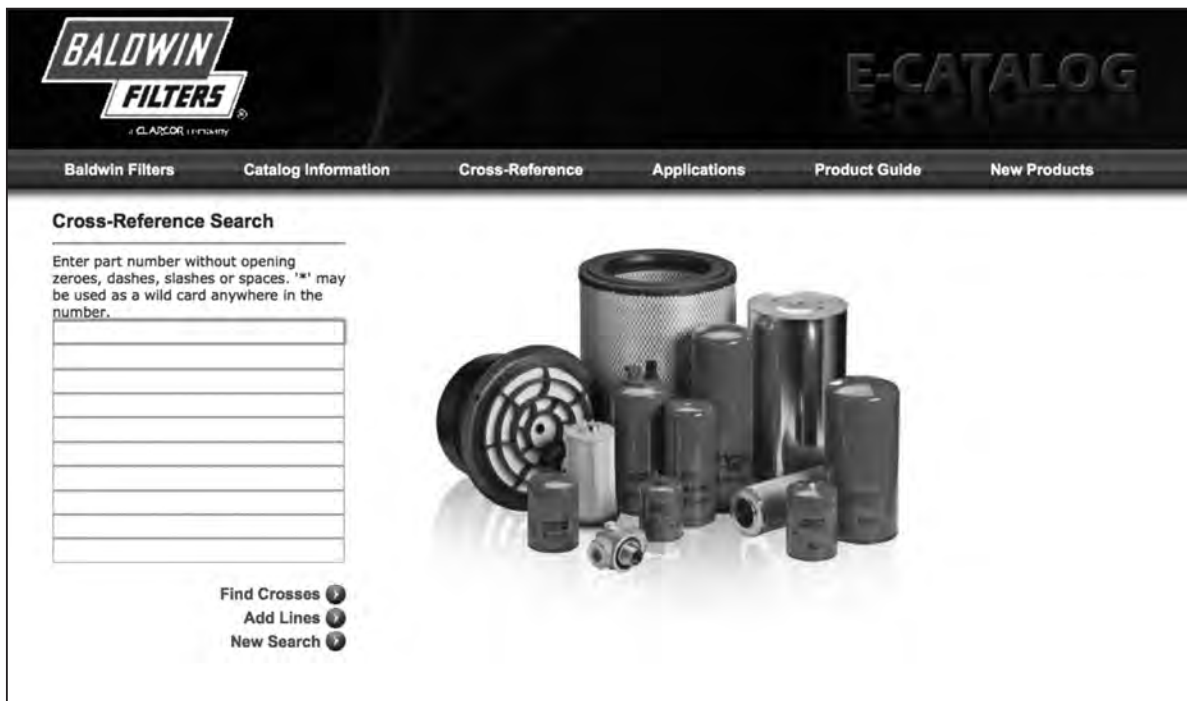 BALDWIN
FILTERS®
a CLARCOR company
E-CATALOG
Baldwin Filters Catalog Information Cross-Reference Applications Product Guide New Products
Cross-Reference Search
Enter part number without opening
zeroes, dashes, slashes or spaces. '*' may
be used as a wild card anywhere in the
number.
Find Crosses
Add Lines
New Search